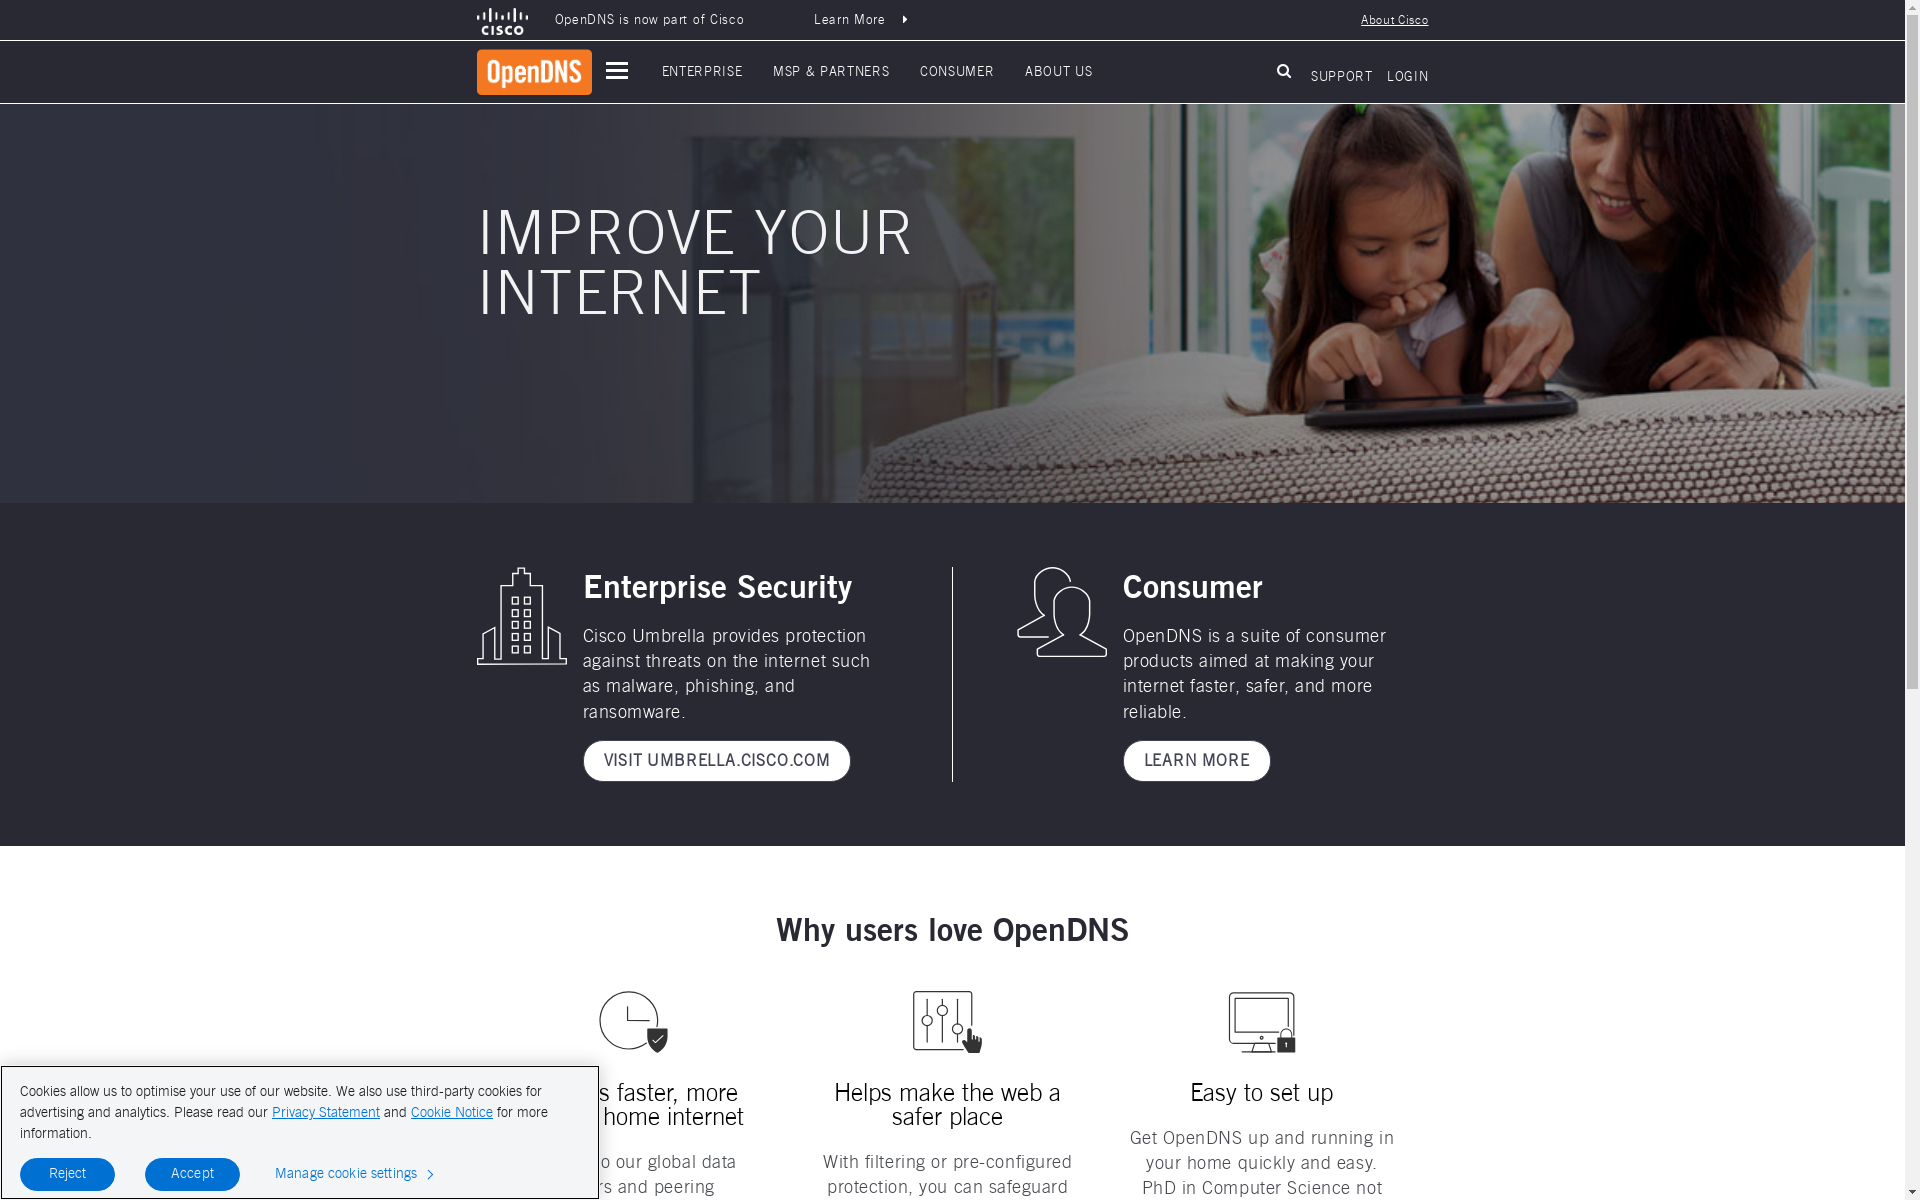 cisco
OpenDNS is now part of Cisco
Learn More
About Cisco
OpenDNS
ENTERPRISE
MSP & PARTNERS
CONSUMER
ABOUT US
SUPPORT
LOGIN
IMPROVE YOUR
INTERNET
Enterprise Security
Cisco Umbrella provides protection
against threats on the internet such
as malware, phishing, and
ransomware.
VISIT UMBRELLA.CISCO.COM
Consumer
OpenDNS is a suite of consumer
products aimed at making your
internet faster, safer, and more
reliable.
LEARN MORE
Why users love OpenDNS
faster, more
home internet
our global data
and peering
Helps make the web a
safer place
With filtering or pre-configured
protection, you can safeguard
Easy to set up
Get OpenDNS up and running in
your home quickly and easy.
PhD in Computer Science not
Cookies allow us to optimise your use of our website. We also use third-party cookies for
advertising and analytics. Please read our Privacy Statement and Cookie Notice for more
information.
Reject
Accept
Manage cookie settings